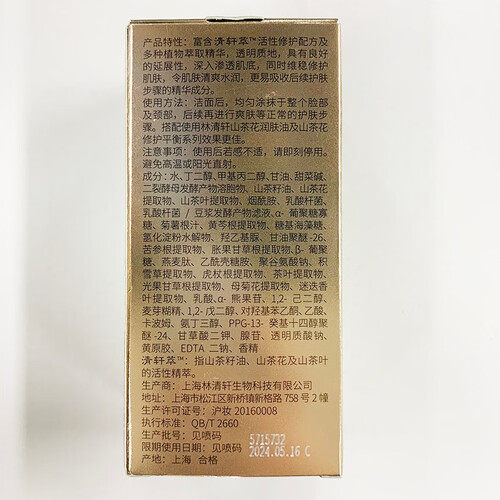 产品特性：富含清轩萃™活性修护配方及
多种植物萃取精华，透明质地，具有良
好的延展性，深入渗透肌底，同时维稳修护
肌肤，令肌肤清爽水润，更易吸收后续护肤
步骤的精华成分。
使用方法：洁面后，均匀涂抹于整个脸部
及颈部，后续再进行爽肤等正常的护肤步
骤。搭配使用林清轩山茶花润肤油及山茶花
修护平衡系列效果更佳。
注意事项：使用后若感不适，请即刻停用。
避免高温或阳光直射。
成分：水、丁二醇、甲基丙二醇、甘油、甜菜碱、
二裂酵母发酵产物溶胞物、山茶籽油、山茶花
提取物、山茶叶提取物、烟酰胺、乳酸杆菌、
乳酸杆菌 / 豆浆发酵产物滤液、α- 葡聚糖寡
糖、菊薯根汁、黄芩根提取物、糖基海藻糖、
氢化淀粉水解物、羟乙基脲、甘油聚醚 -26、
苦参根提取物、胀果甘草根提取物、β- 葡聚
糖、燕麦肽、乙酰壳糖胺、聚谷氨酸钠、积
雪草提取物、虎杖根提取物、茶叶提取物、
光果甘草根提取物、母菊花提取物、迷迭香
叶提取物、乳酸、α- 熊果苷、1,2- 己二醇、
麦芽糊精、1,2- 戊二醇、对羟基苯乙酮、乙酸、
卡波姆、氨丁三醇、PPG-13- 癸基十四醇聚
醚 -24、甘草酸二钾、腺苷、透明质酸钠、
黄原胶、EDTA 二钠、香精
清轩萃™：指山茶籽油、山茶花及山茶叶
的活性精萃。
生产商：上海林清轩生物科技有限公司
地址：上海市松江区新桥镇新格路 758 号 2 幢
生产许可证号：沪妆 20160008
执行标准：QB/T 2660
生产批号：见喷码 5715732
限期使用日期：见喷码 2024.05.16 C
产地：上海 合格